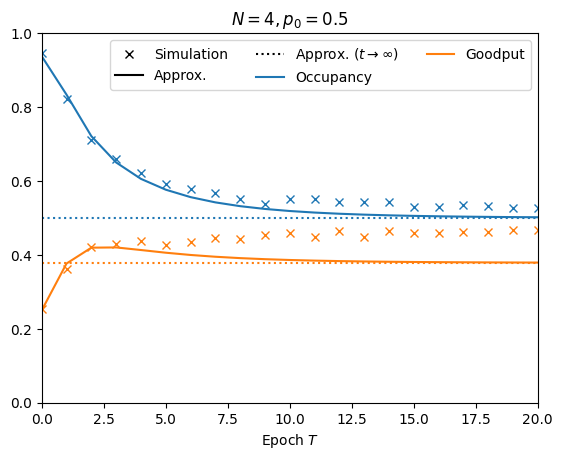 N = 4, p₀ = 0.5
Simulation
Approx.
Approx. (t → ∞)
Occupancy
Goodput
1.0
0.8
0.6
0.4
0.2
0.0
0.0 2.5 5.0 7.5 10.0 12.5 15.0 17.5 20.0
Epoch T